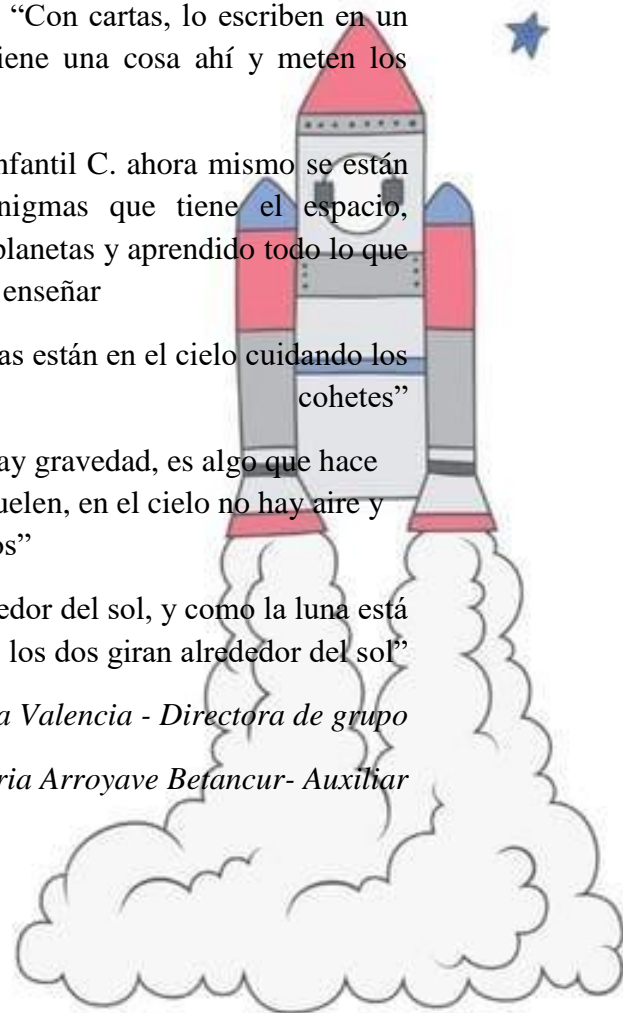 “Con cartas, lo escriben en un
iene una cosa ahí y meten los
nfantil C. ahora mismo se están
nigmas que tiene el espacio,
planetas y aprendido todo lo que
enseñar
as están en el cielo cuidando los
cohetes”
ay gravedad, es algo que hace
uelen, en el cielo no hay aire y
os”
edor del sol, y como la luna está
los dos giran alrededor del sol”
a Valencia - Directora de grupo
ria Arroyave Betancur- Auxiliar